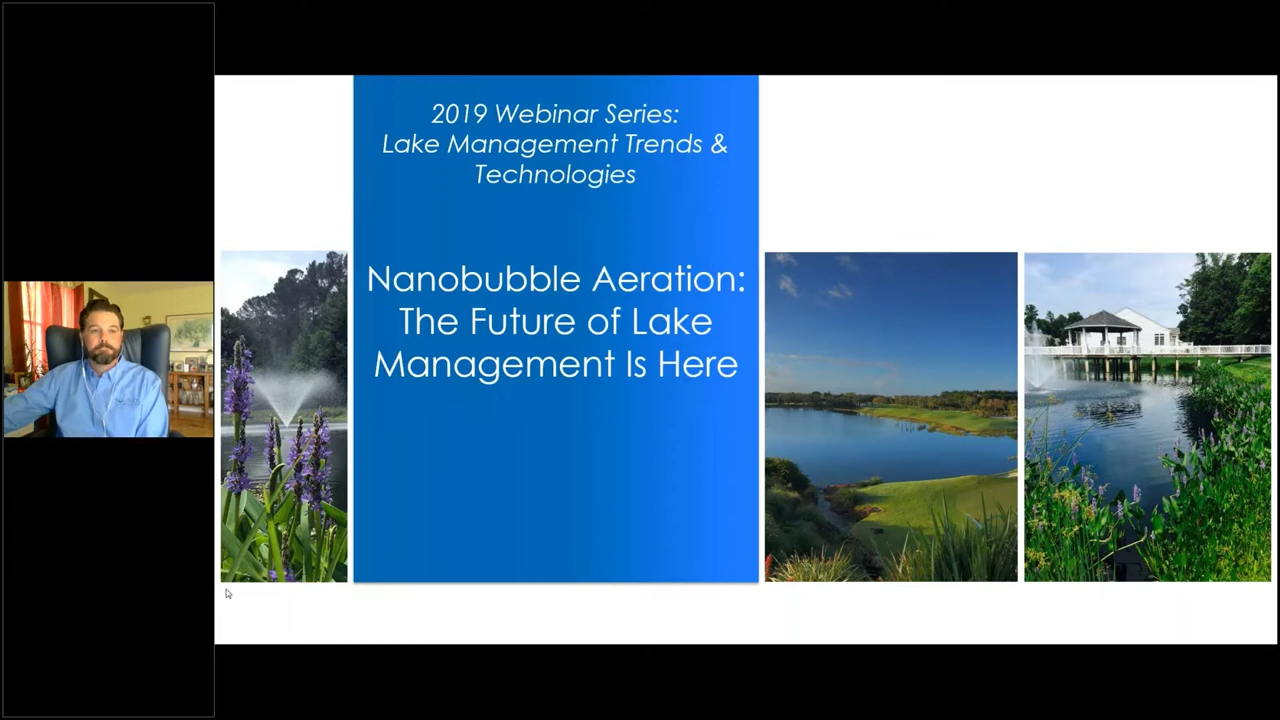 2019 Webinar Series:
Lake Management Trends &
Technologies
Nanobubble Aeration:
The Future of Lake
Management Is Here